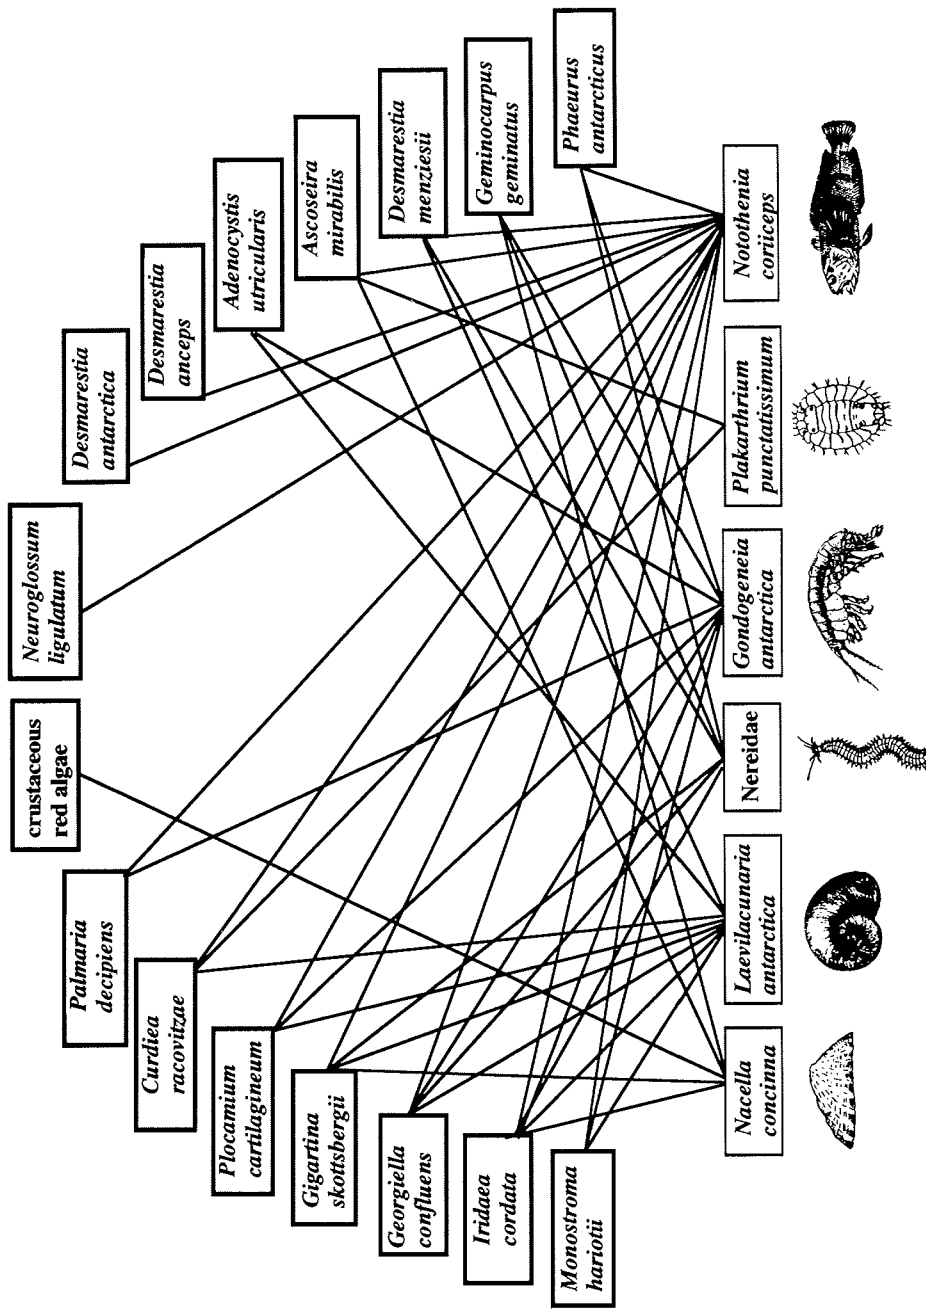 Monostroma
hariotii
Iridaea
cordata
Georgiella
confluens
Gigartina
skottsbergii
Plocamium
cartilagineum
Curdiea
racovitzae
Palmaria
decipiens
crustaceous
red algae
Neuroglossum
ligulatum
Desmarestia
antarctica
Desmarestia
anceps
Adenocystis
utricularis
Ascoseira
mirabilis
Desmarestia
menziesii
Geminocarpus
geminatus
Phaeurus
antarcticus
Nacella
concinna
Laevilacunaria
antarctica
Nereidae
Gondogeneia
antarctica
Plakarthrium
punctatissimum
Notothenia
coriiceps